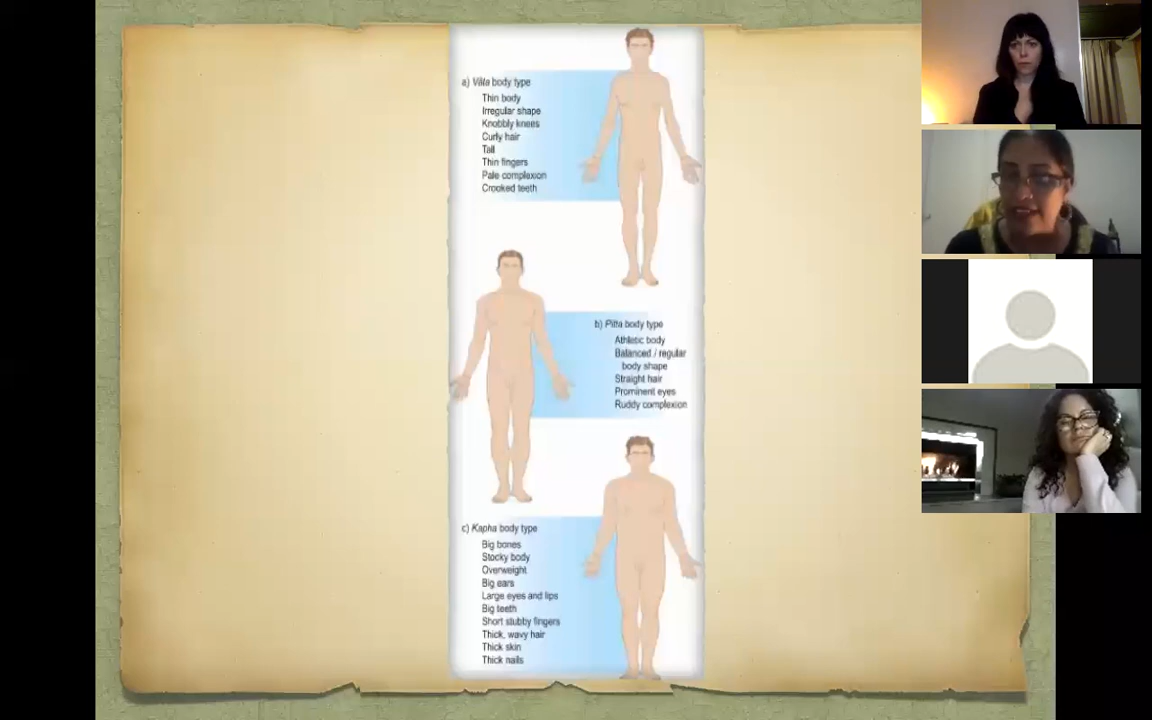 a) Vata body type
Thin body
Irregular shape
Knobbly knees
Curly hair
Tall
Thin fingers
Pale complexion
Crooked teeth
b) Pitta body type
Athletic body
Balanced / regular
body shape
Straight hair
Prominent eyes
Ruddy complexion
c) Kapha body type
Big bones
Stocky body
Overweight
Big ears
Large eyes and lips
Big teeth
Short stubby fingers
Thick, wavy hair
Thick skin
Thick nails